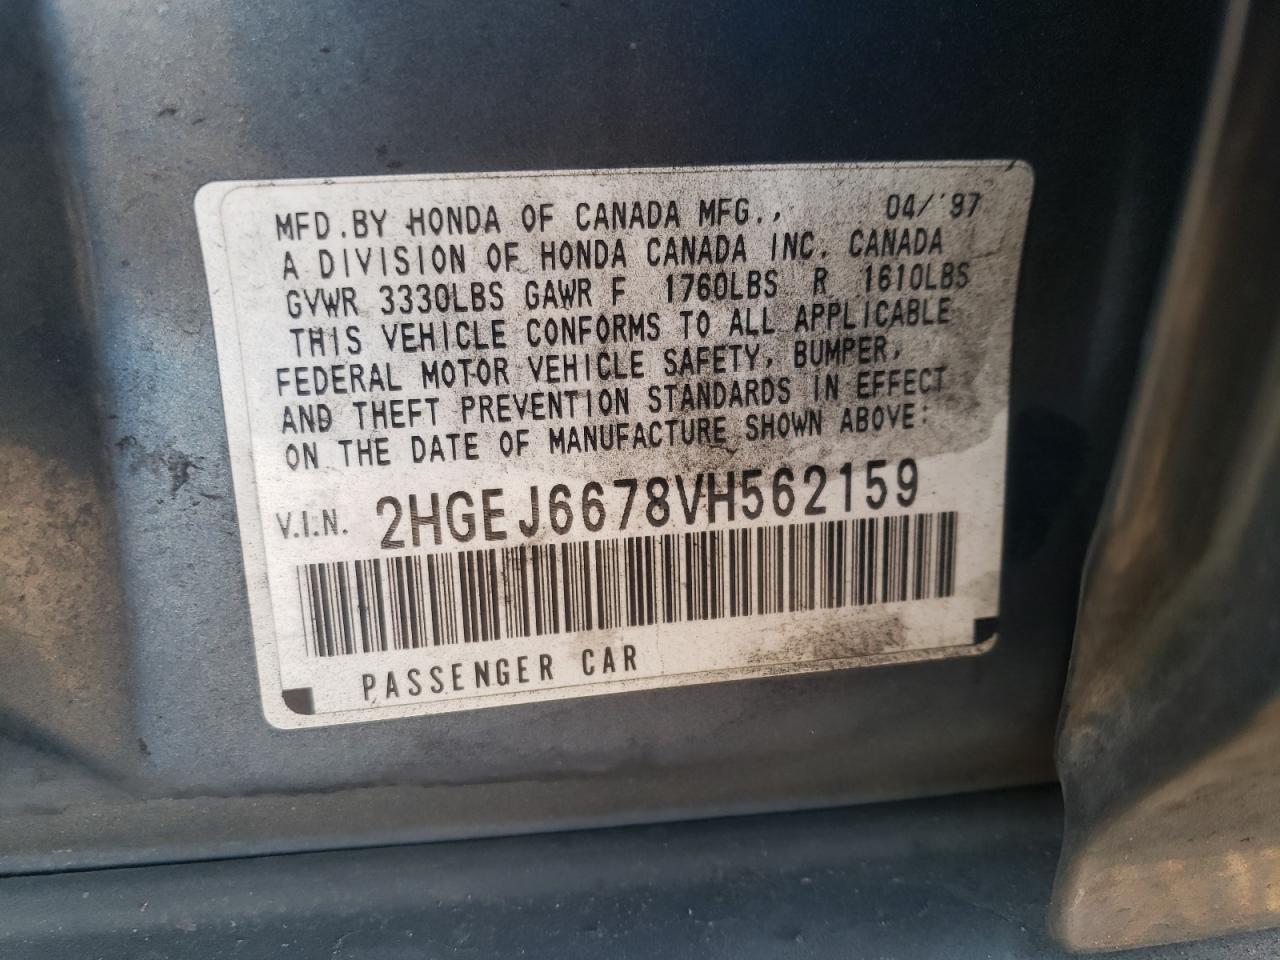 MFD.BY HONDA OF CANADA MFG., 04/'97
A DIVISION OF HONDA CANADA INC. CANADA
GVWR 3330LBS GAWR F 1760LBS R 1610LBS
THIS VEHICLE CONFORMS TO ALL APPLICABLE
FEDERAL MOTOR VEHICLE SAFETY, BUMPER,
AND THEFT PREVENTION STANDARDS IN EFFECT
ON THE DATE OF MANUFACTURE SHOWN ABOVE:
V.I.N. 2HGEJ6678VH562159
PASSENGER CAR